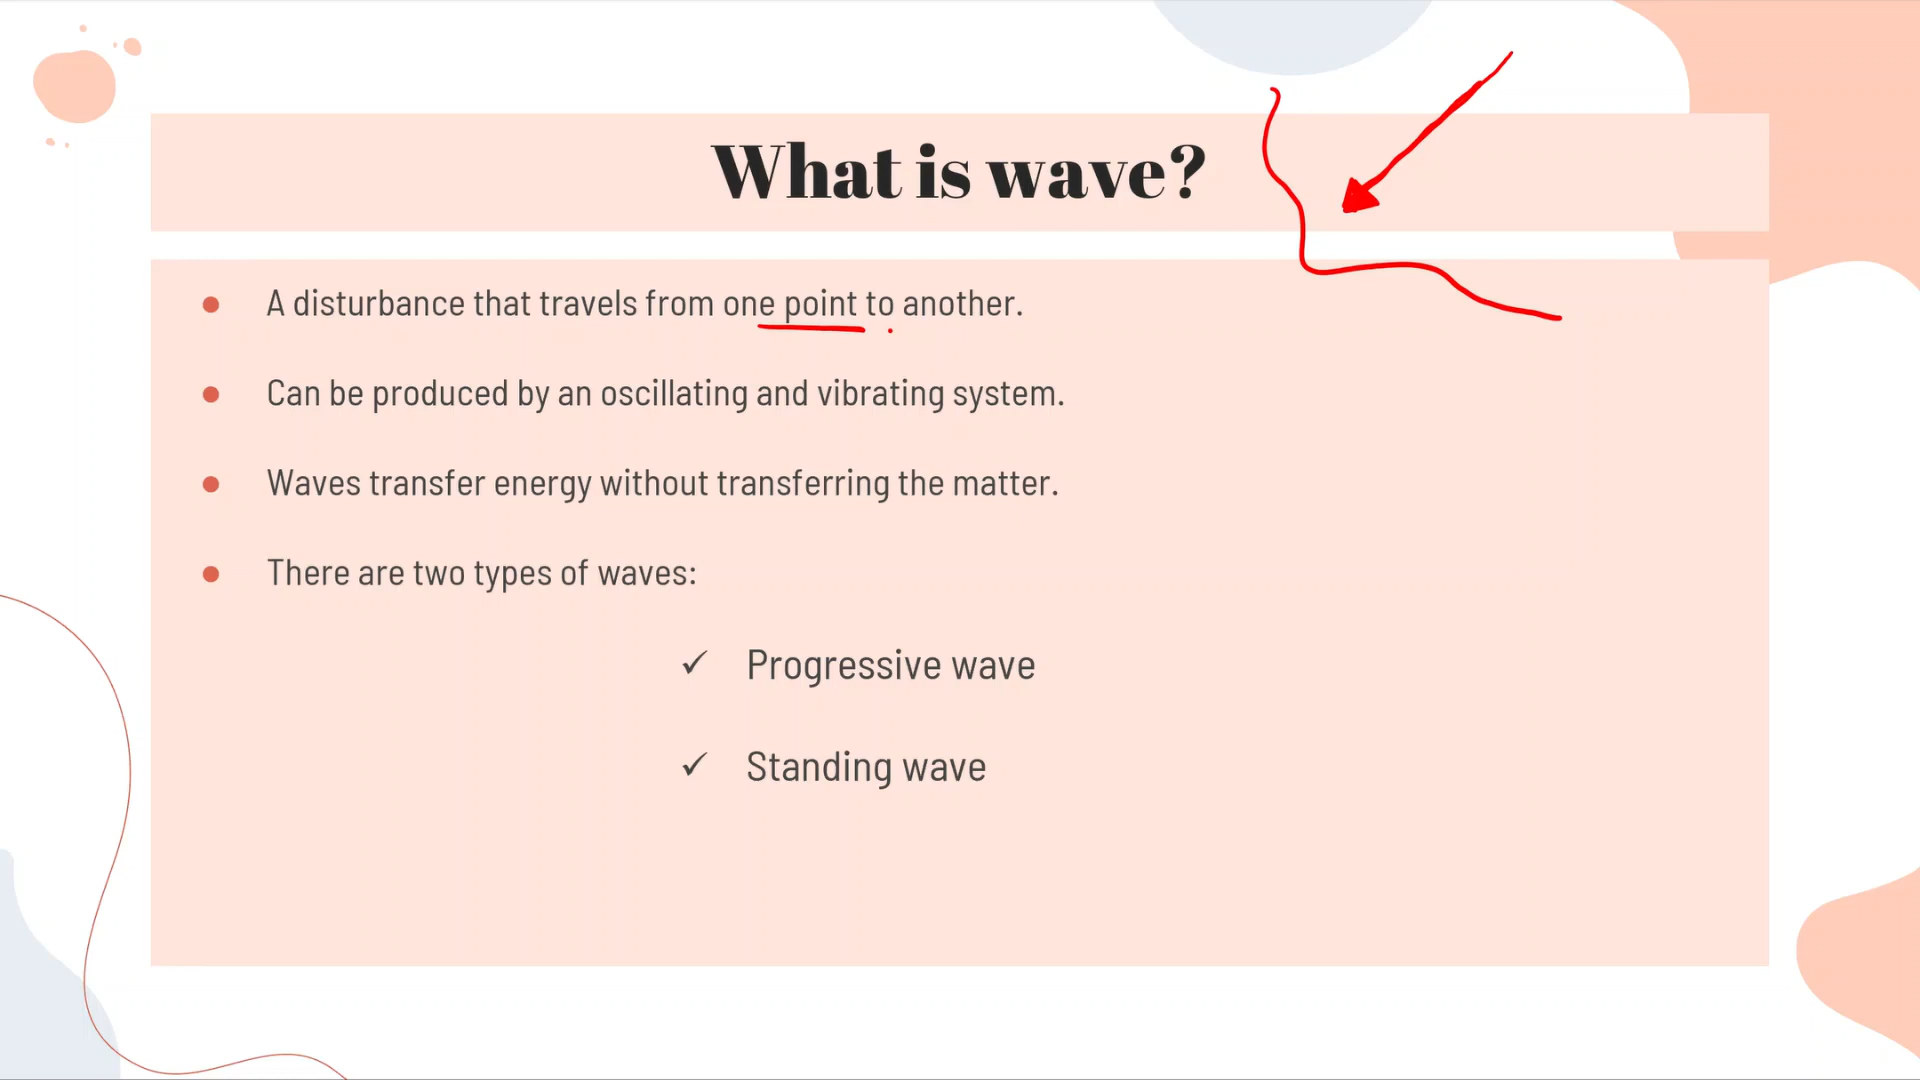 What is wave?
A disturbance that travels from one point to another.
Can be produced by an oscillating and vibrating system.
Waves transfer energy without transferring the matter.
There are two types of waves:
Progressive wave
Standing wave